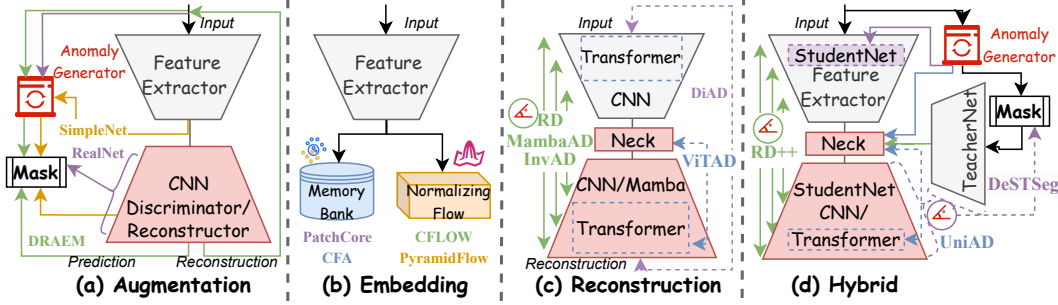 Input
Anomaly
Generator
Feature
Extractor
SimpleNet
RealNet
Mask
CNN
Discriminator/
Reconstructor
DRAEM
Prediction
Reconstruction
(a) Augmentation
Input
Feature
Extractor
Memory
Bank
Normalizing
Flow
PatchCore
CFA
CFLOW
PyramidFlow
(b) Embedding
Input
Transformer
CNN
DiAD
RD
MambaAD
InvAD
Neck
ViTAD
CNN/Mamba
Transformer
Reconstruction
(c) Reconstruction
Input
StudentNet
Feature
Extractor
Anomaly
Generator
Mask
TeacherNet
RD++
Neck
DeSTSeg
StudentNet
CNN/
Transformer
UniAD
(d) Hybrid